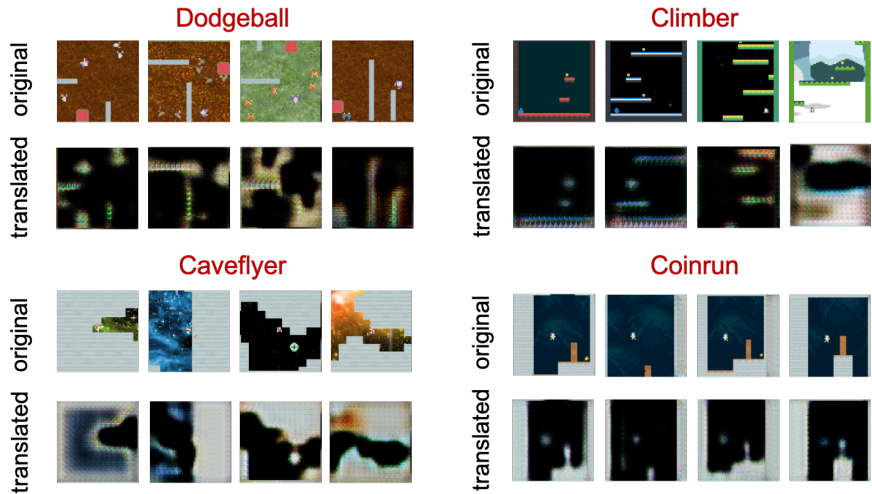 Dodgeball
original
translated
Climber
original
translated
Caveflyer
original
translated
Coinrun
original
translated